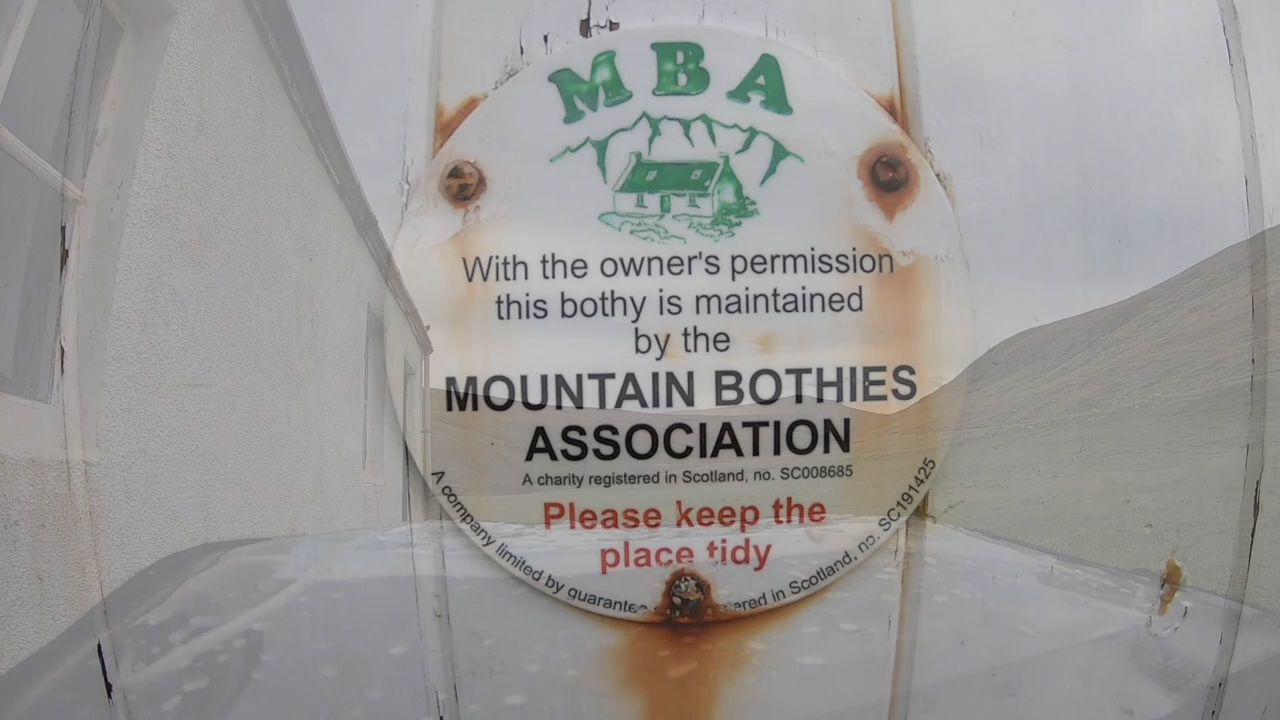 MBA
With the owner's permission
this bothy is maintained
by the
MOUNTAIN BOTHIES
ASSOCIATION
A charity registered in Scotland, no. SC008685
Please keep the
place tidy
A company limited by guarantee in Scotland, no. SC191425